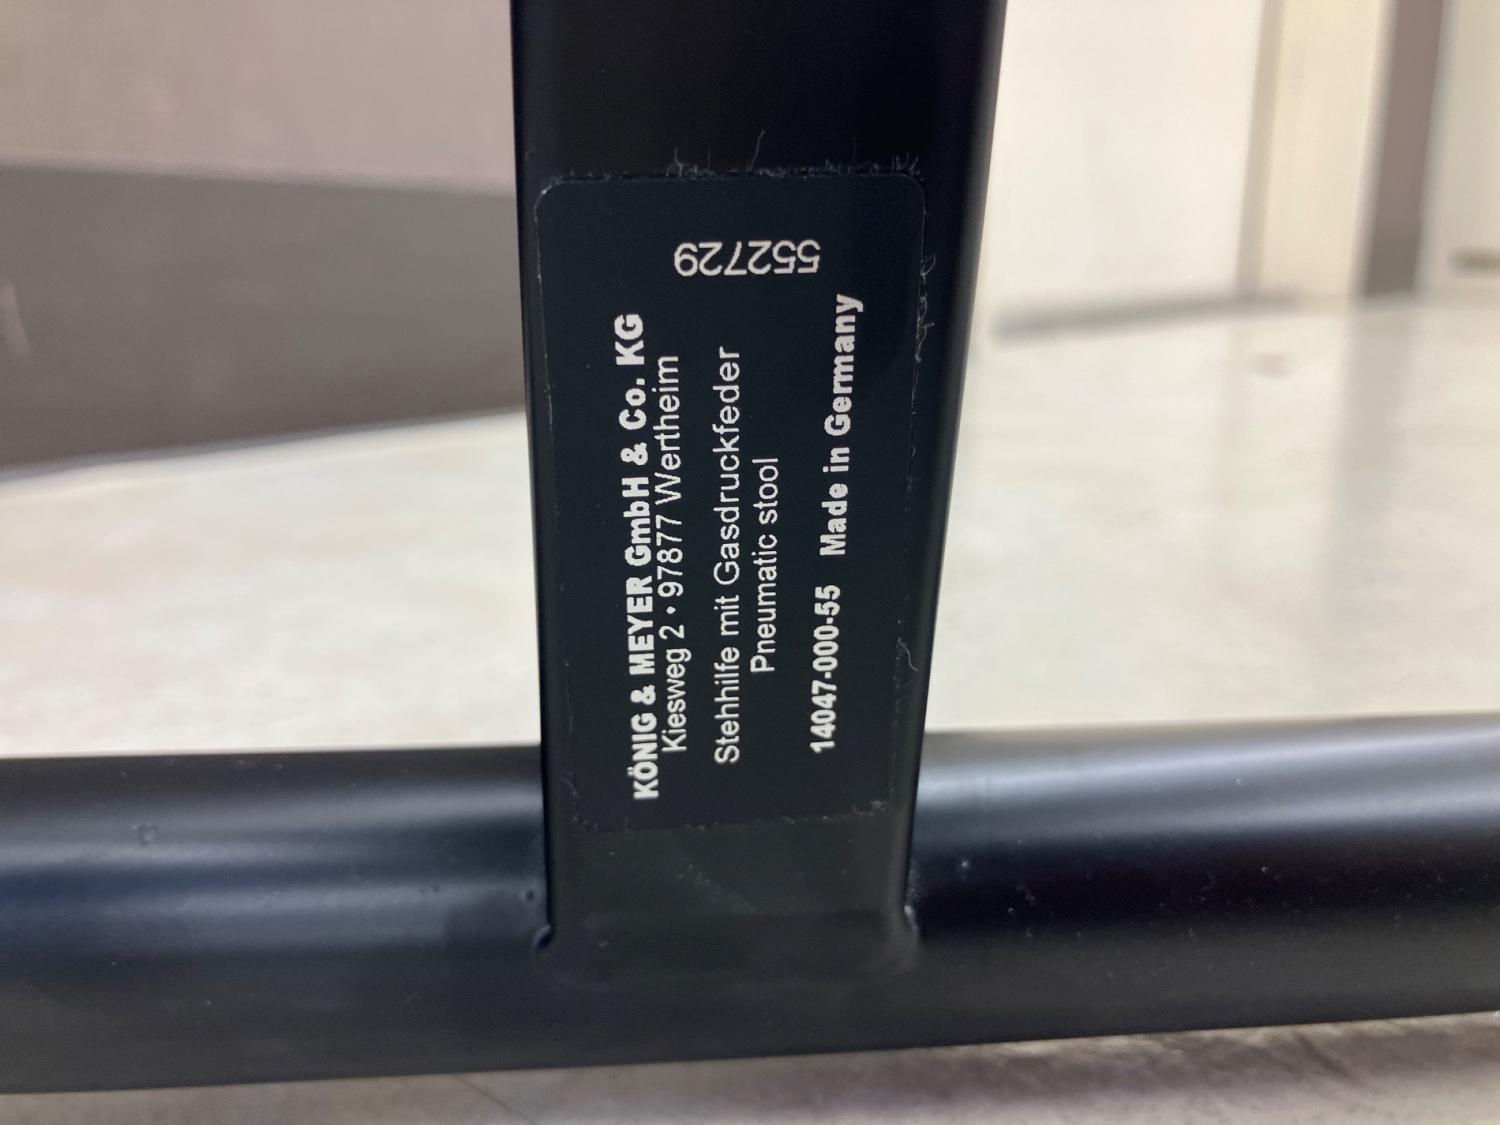 KÖNIG & MEYER GmbH & Co. KG
Kiesweg 2 • 97877 Wertheim
Stehhilfe mit Gasdruckfeder
Pneumatic stool
14047-000-55 Made in Germany
552729